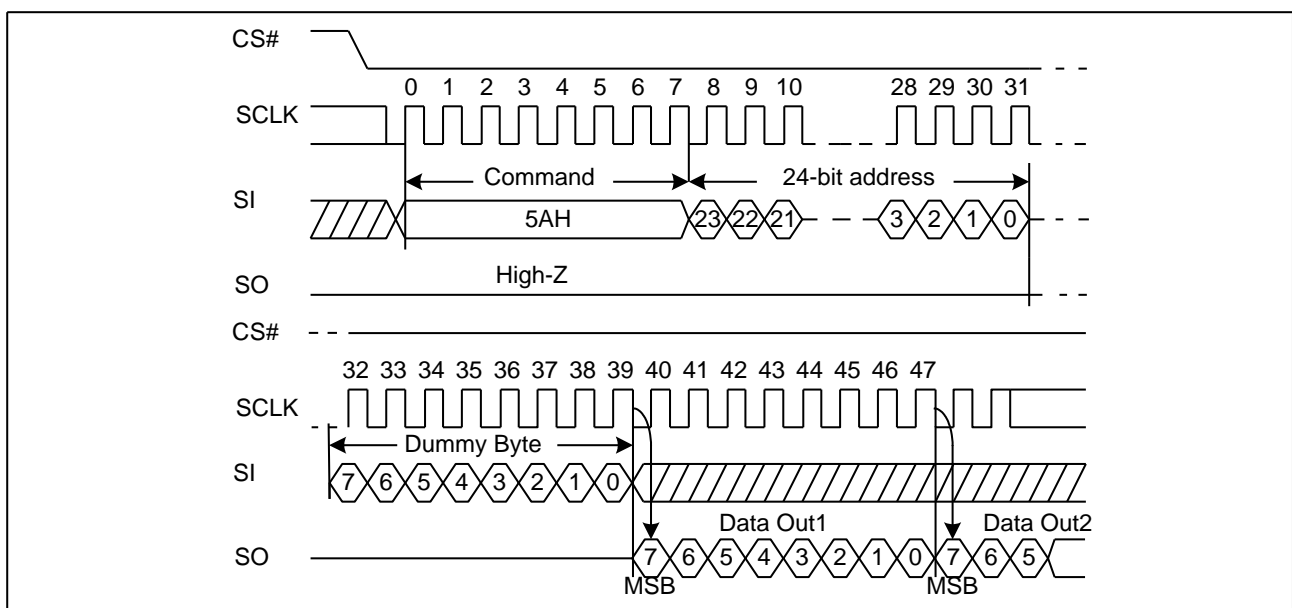 CS#
0 1 2 3 4 5 6 7 8 9 10 28 29 30 31
SCLK
Command 24-bit address
SI
5AH 23 22 21 3 2 1 0
High-Z
SO
CS#
32 33 34 35 36 37 38 39 40 41 42 43 44 45 46 47
SCLK
Dummy Byte
SI
7 6 5 4 3 2 1 0
Data Out1 Data Out2
SO
7 6 5 4 3 2 1 0 7 6 5
MSB MSB